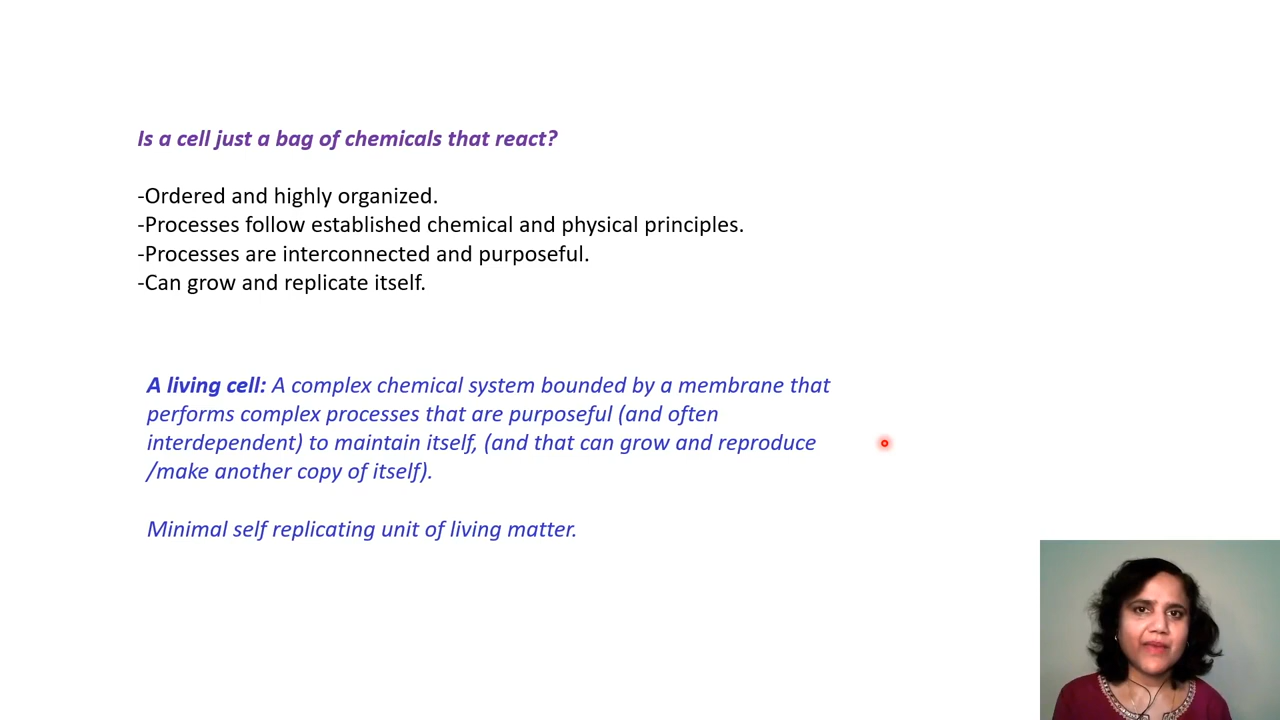 Is a cell just a bag of chemicals that react?
-Ordered and highly organized.
-Processes follow established chemical and physical principles.
-Processes are interconnected and purposeful.
-Can grow and replicate itself.
A living cell: A complex chemical system bounded by a membrane that
performs complex processes that are purposeful (and often
interdependent) to maintain itself, (and that can grow and reproduce
/make another copy of itself).
Minimal self replicating unit of living matter.